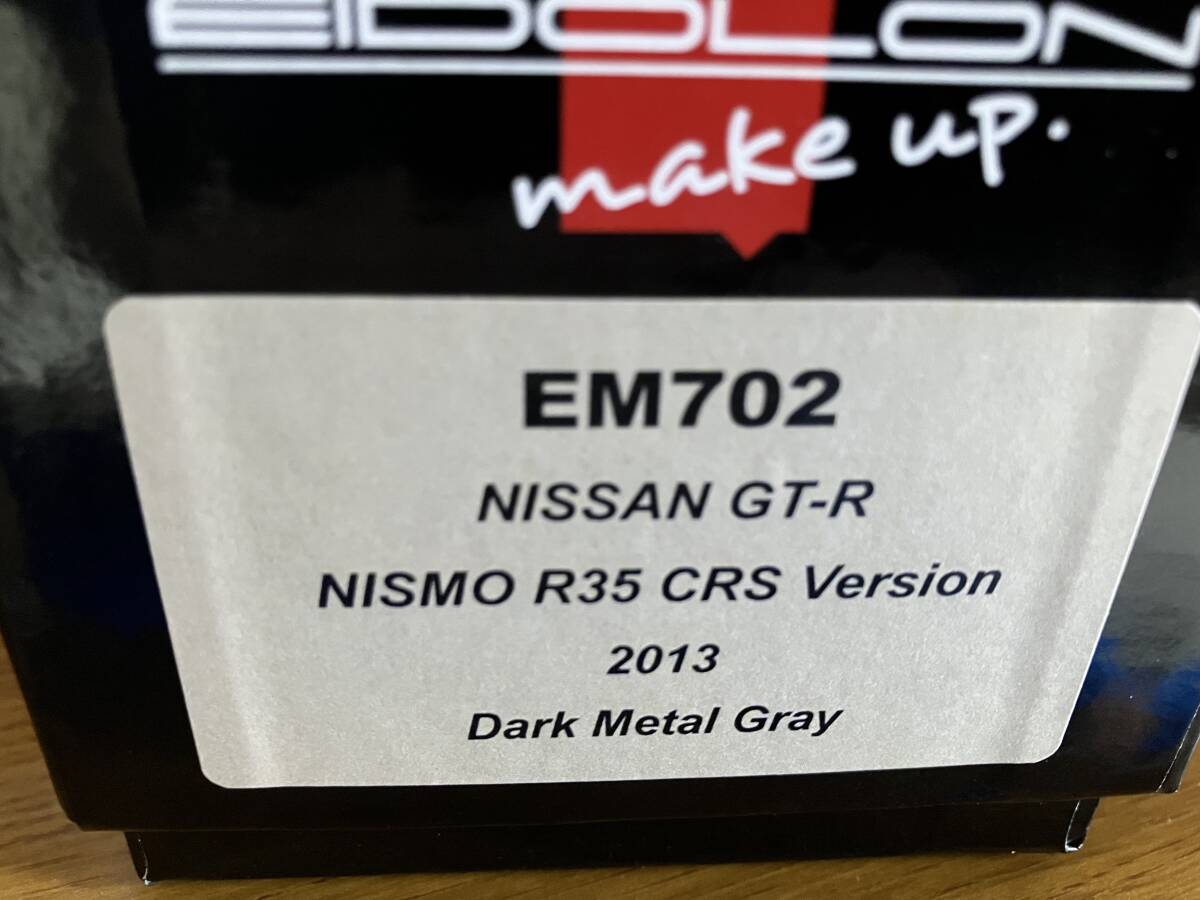 EIDOLON
make up.
EM702
NISSAN GT-R
NISMO R35 CRS Version
2013
Dark Metal Gray